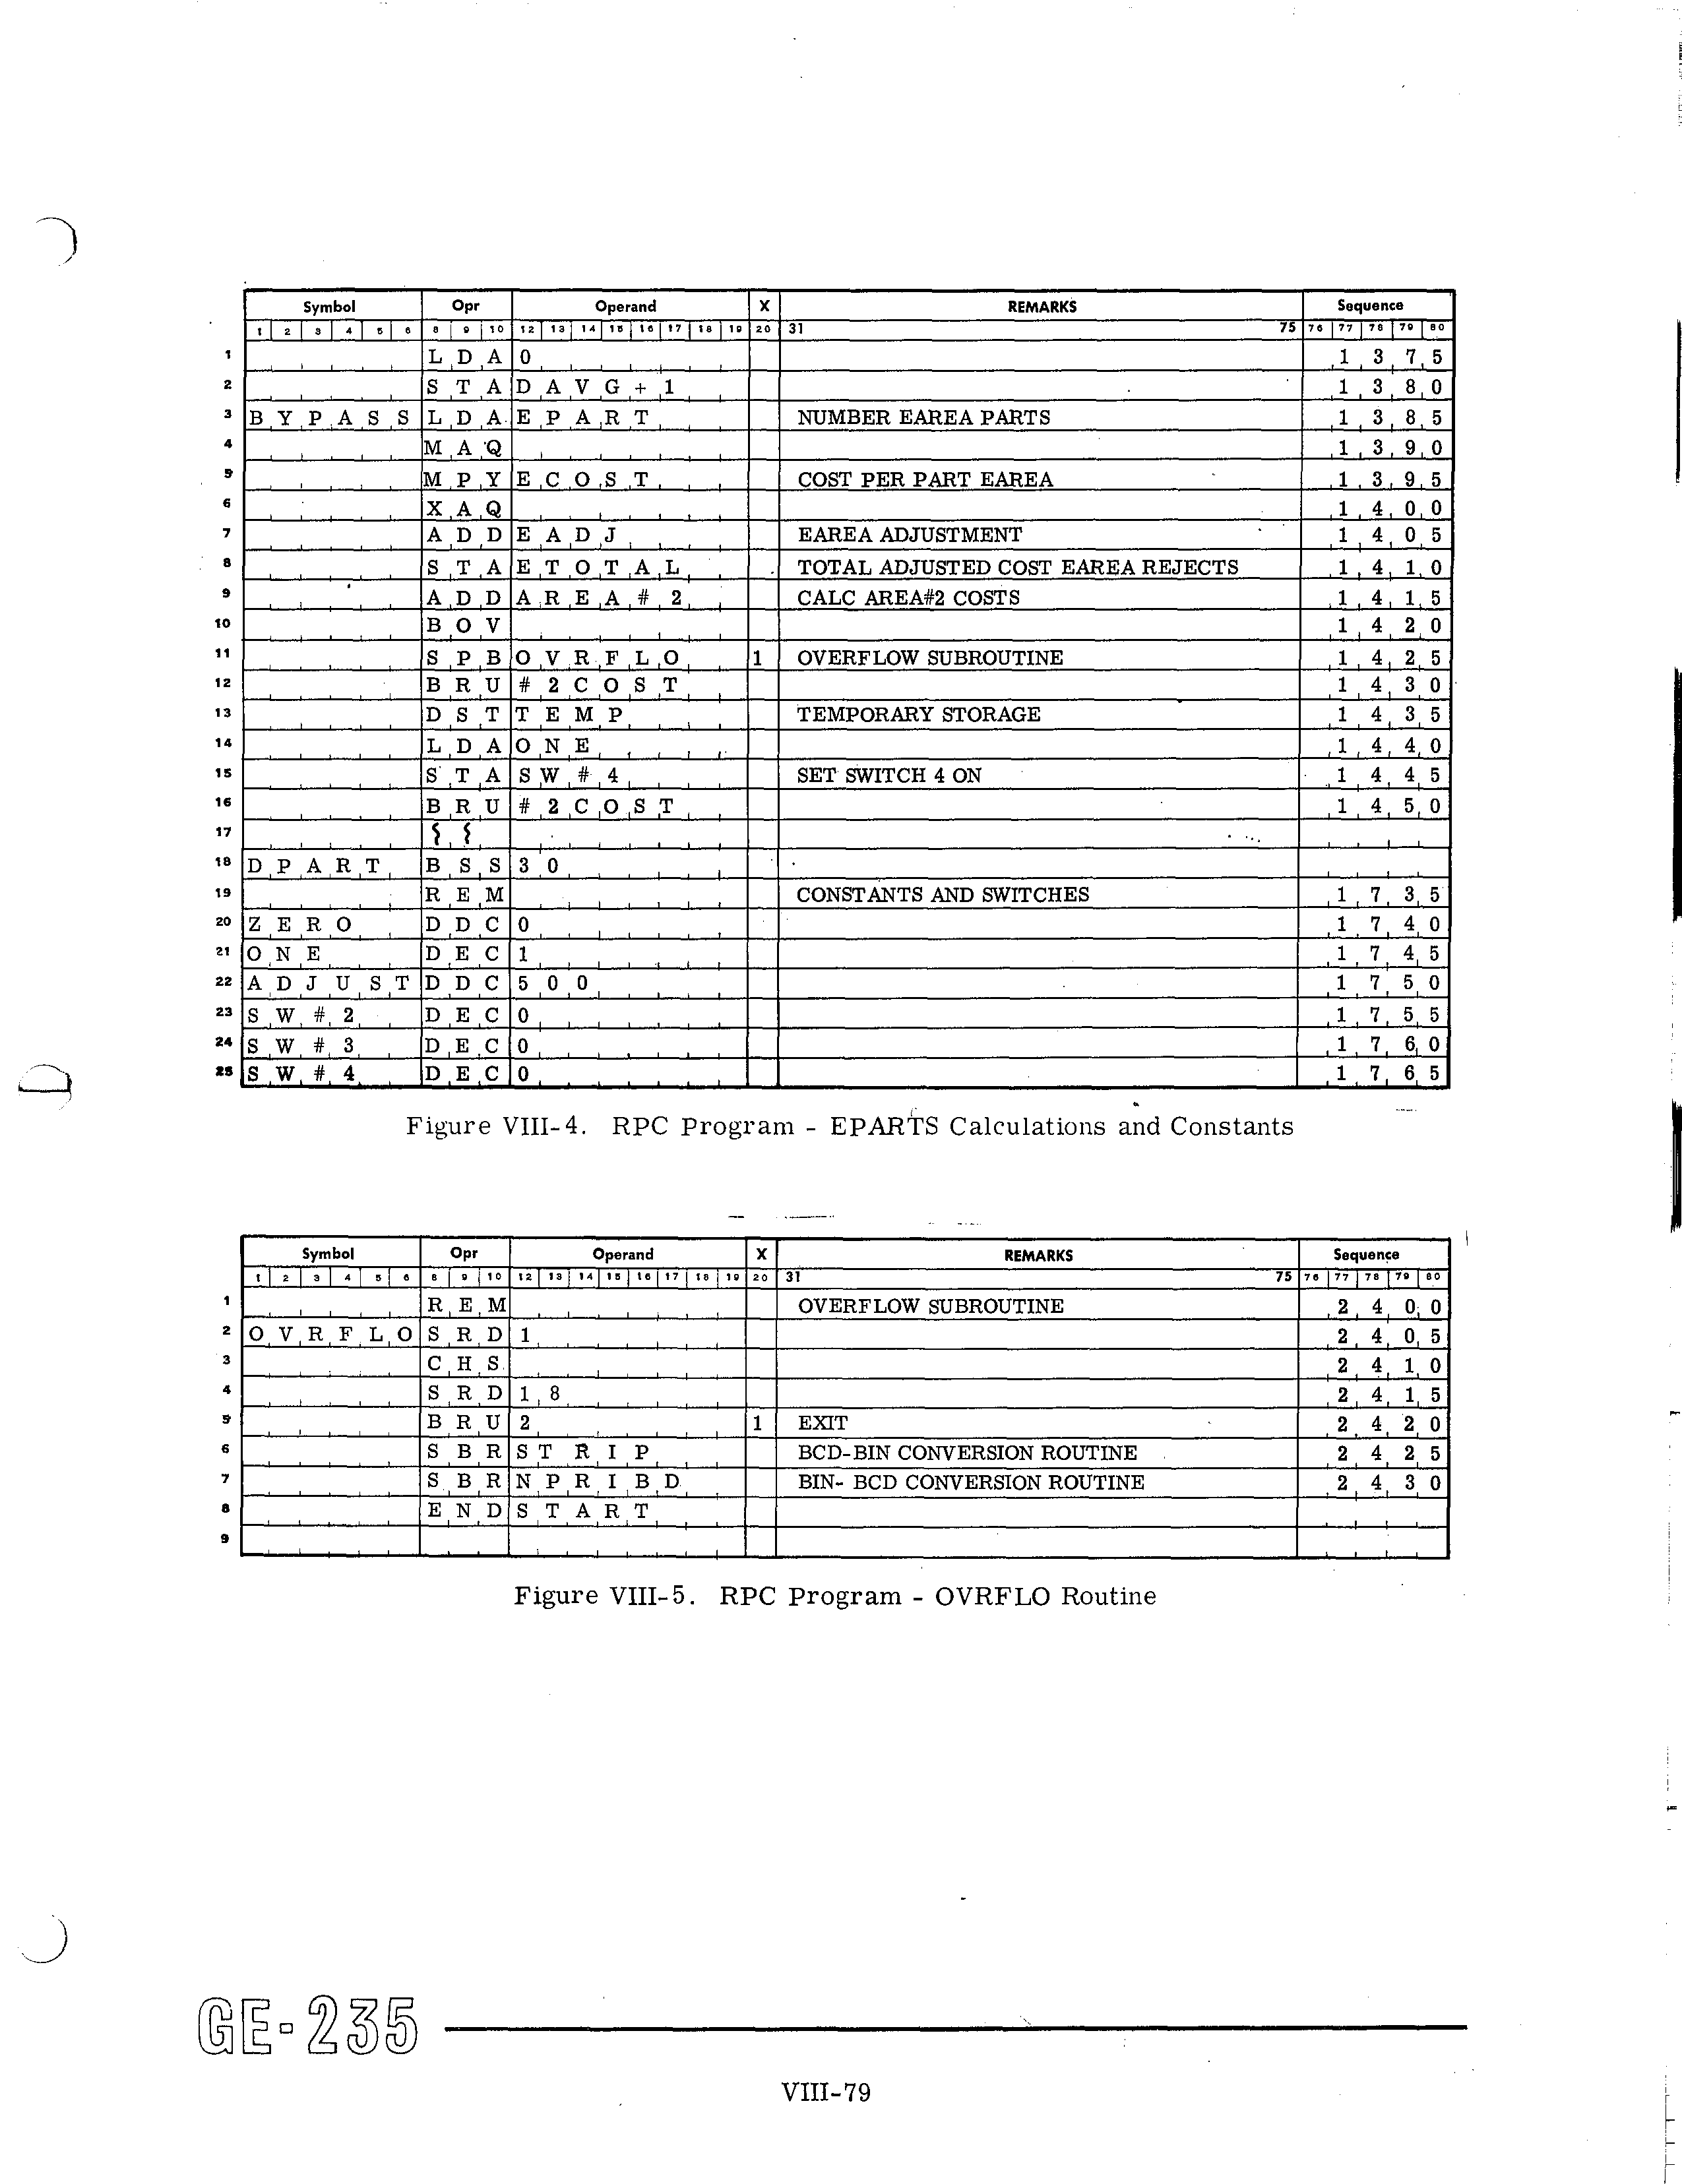 Symbol Opr Operand X REMARKS Sequence
1 2 3 4 5 6 8 9 10 12 13 14 15 16 17 18 19 20 31 75 76 77 78 79 80
1 LDA 0 1375
2 STA DAVG+1 1380
3 BYPASS LDA EPART NUMBER EAREA PARTS 1385
4 MAQ 1390
5 MPY ECOST COST PER PART EAREA 1395
6 XAQ 1400
7 ADD EADJ EAREA ADJUSTMENT 1405
8 STA ETOTAL TOTAL ADJUSTED COST EAREA REJECTS 1410
9 ADD AREA#2 CALC AREA#2 COSTS 1415
10 BOV 1420
11 SPB OVRFLO 1 OVERFLOW SUBROUTINE 1425
12 BRU #2COST 1430
13 DST TEMP TEMPORARY STORAGE 1435
14 LDA ONE 1440
15 STA SW#4 SET SWITCH 4 ON 1445
16 BRU #2COST 1450
17
18 DPART BSS 30
19 REM CONSTANTS AND SWITCHES 1735
20 ZERO DDC 0 1740
21 ONE DEC 1 1745
22 ADJUST DDC 500 1750
23 SW#2 DEC 0 1755
24 SW#3 DEC 0 1760
25 SW#4 DEC 0 1765
Figure VIII-4. RPC Program - EPARTS Calculations and Constants
Symbol Opr Operand X REMARKS Sequence
1 2 3 4 5 6 8 9 10 12 13 14 15 16 17 18 19 20 31 75 76 77 78 79 80
1 REM OVERFLOW SUBROUTINE 2400
2 OVRFLO SRD 1 2405
3 CHS 2410
4 SRD 18 2415
5 BRU 2 1 EXIT 2420
6 SBR STRIP BCD-BIN CONVERSION ROUTINE 2425
7 SBR NPRIBD BIN- BCD CONVERSION ROUTINE 2430
8 END START
9
Figure VIII-5. RPC Program - OVRFLO Routine
GE-235
VIII-79